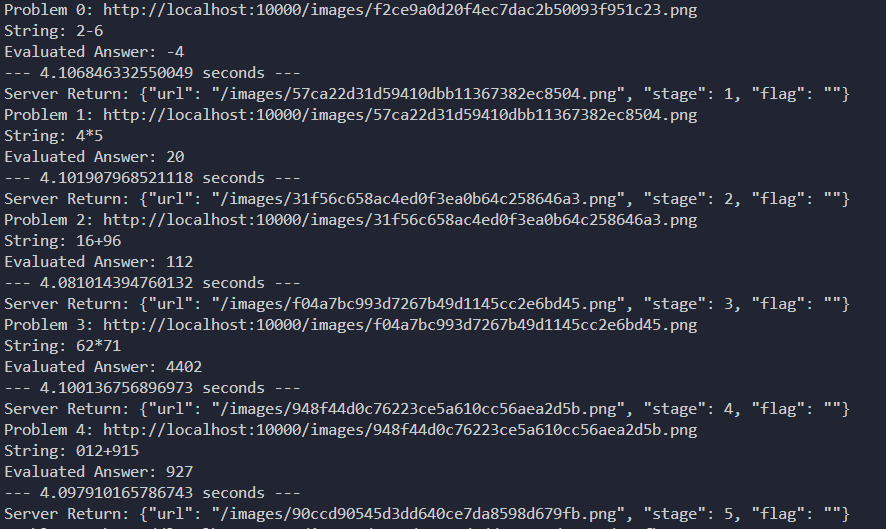 Problem 0: http://localhost:10000/images/f2ce9a0d20f4ec7dac2b50093f951c23.png
String: 2-6
Evaluated Answer: -4
--- 4.106846332550049 seconds ---
Server Return: {"url": "/images/57ca22d31d59410dbb11367382ec8504.png", "stage": 1, "flag": ""}
Problem 1: http://localhost:10000/images/57ca22d31d59410dbb11367382ec8504.png
String: 4*5
Evaluated Answer: 20
--- 4.101907968521118 seconds ---
Server Return: {"url": "/images/31f56c658ac4ed0f3ea0b64c258646a3.png", "stage": 2, "flag": ""}
Problem 2: http://localhost:10000/images/31f56c658ac4ed0f3ea0b64c258646a3.png
String: 16+96
Evaluated Answer: 112
--- 4.081014394760132 seconds ---
Server Return: {"url": "/images/f04a7bc993d7267b49d1145cc2e6bd45.png", "stage": 3, "flag": ""}
Problem 3: http://localhost:10000/images/f04a7bc993d7267b49d1145cc2e6bd45.png
String: 62*71
Evaluated Answer: 4402
--- 4.100136756896973 seconds ---
Server Return: {"url": "/images/948f44d0c76223ce5a610cc56aea2d5b.png", "stage": 4, "flag": ""}
Problem 4: http://localhost:10000/images/948f44d0c76223ce5a610cc56aea2d5b.png
String: 012+915
Evaluated Answer: 927
--- 4.097910165786743 seconds ---
Server Return: {"url": "/images/90ccd90545d3dd640ce7da8598d679fb.png", "stage": 5, "flag": ""}